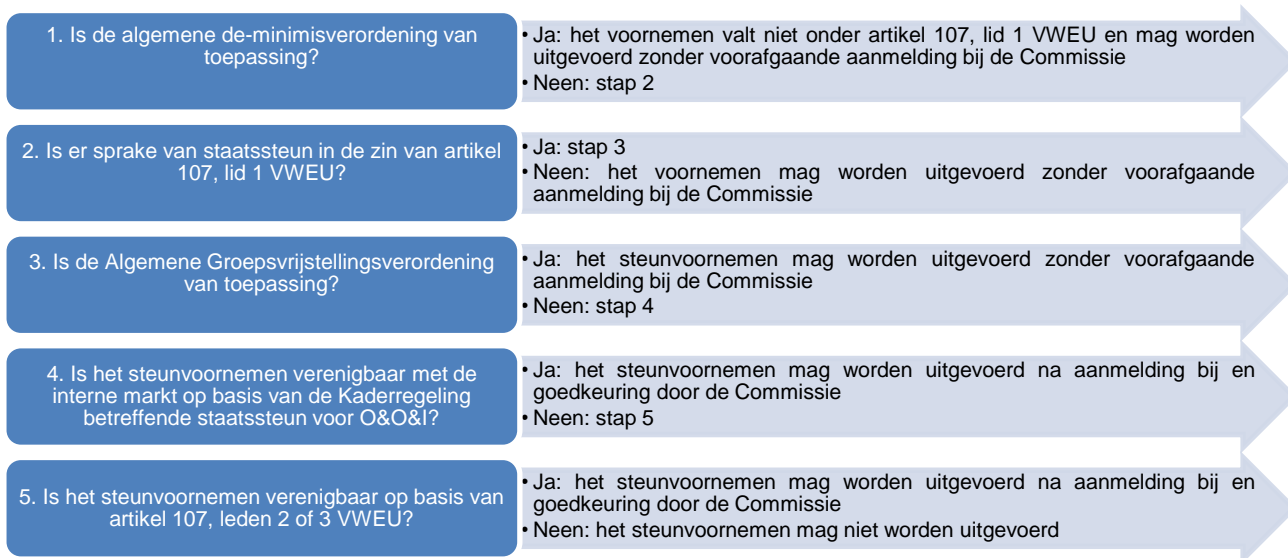 1. Is de algemene de-minimisverordening van
toepassing?
• Ja: het voornemen valt niet onder artikel 107, lid 1 VWEU en mag worden
uitgevoerd zonder voorafgaande aanmelding bij de Commissie
• Neen: stap 2
2. Is er sprake van staatssteun in de zin van artikel
107, lid 1 VWEU?
• Ja: stap 3
• Neen: het voornemen mag worden uitgevoerd zonder voorafgaande
aanmelding bij de Commissie
3. Is de Algemene Groepsvrijstellingsverordening
van toepassing?
• Ja: het steunvoornemen mag worden uitgevoerd zonder voorafgaande
aanmelding bij de Commissie
• Neen: stap 4
4. Is het steunvoornemen verenigbaar met de
interne markt op basis van de Kaderregeling
betreffende staatssteun voor O&O&I?
• Ja: het steunvoornemen mag worden uitgevoerd na aanmelding bij en
goedkeuring door de Commissie
• Neen: stap 5
5. Is het steunvoornemen verenigbaar op basis van
artikel 107, leden 2 of 3 VWEU?
• Ja: het steunvoornemen mag worden uitgevoerd na aanmelding bij en
goedkeuring door de Commissie
• Neen: het steunvoornemen mag niet worden uitgevoerd